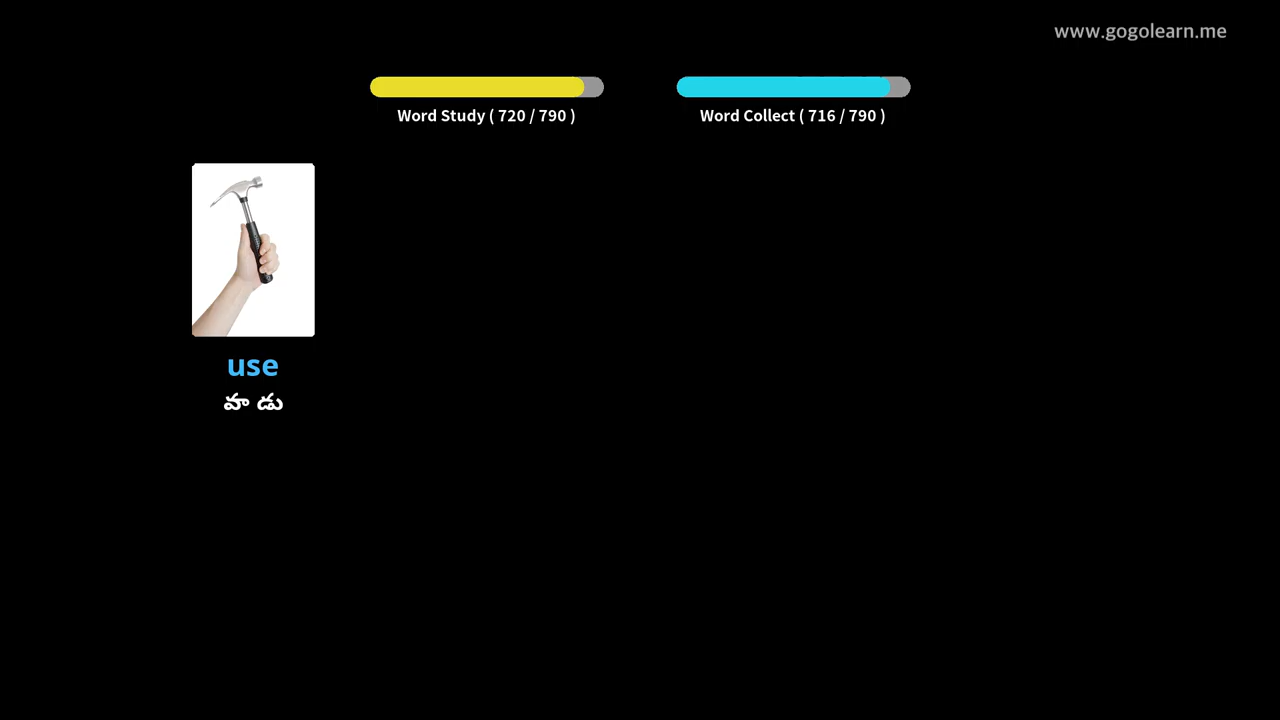 www.gogolearn.me
Word Study ( 720 / 790 )
Word Collect ( 716 / 790 )
use
వా డు